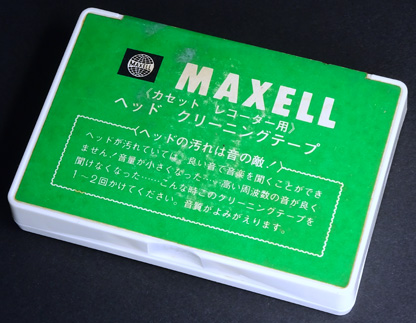 MAXELL
MAXELL
〈カセット レコーダー用〉
ヘッド クリーニングテープ
〈ヘッドの汚れは音の敵!〉
ヘッドが汚れていては、良い音で音楽を聞くことができ
ません/音量が小さくなった……高い周波数の音が良く
聞けなくなった……こんな時このクリーニングテープを
1〜2回かけてください。音質がよみがえります。